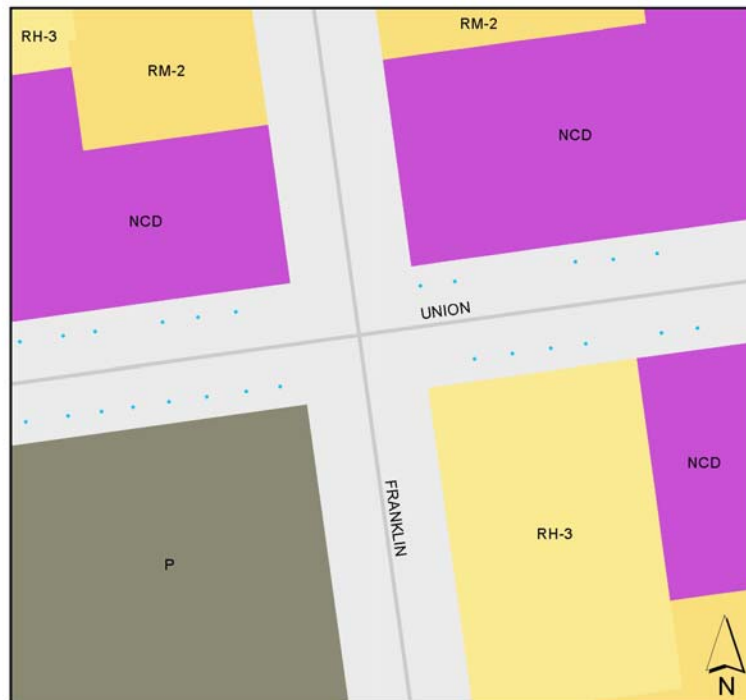 RH-3
RM-2
RM-2
NCD
NCD
UNION
NCD
FRANKLIN
RH-3
P
N